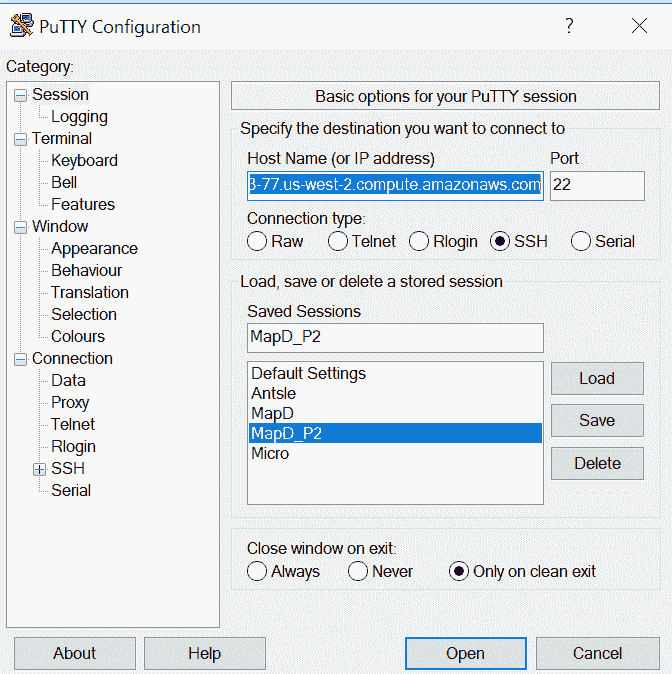 PuTTY Configuration ?
Category:
Session
Logging
Terminal
Keyboard
Bell
Features
Window
Appearance
Behaviour
Translation
Selection
Colours
Connection
Data
Proxy
Telnet
Rlogin
SSH
Serial
Basic options for your PuTTY session
Specify the destination you want to connect to
Host Name (or IP address) Port
3-77.us-west-2.compute.amazonaws.com 22
Connection type:
Raw Telnet Rlogin SSH Serial
Load, save or delete a stored session
Saved Sessions
MapD_P2
Default Settings
Antsle
MapD
MapD_P2
Micro
Load
Save
Delete
Close window on exit:
Always Never Only on clean exit
About Help Open Cancel